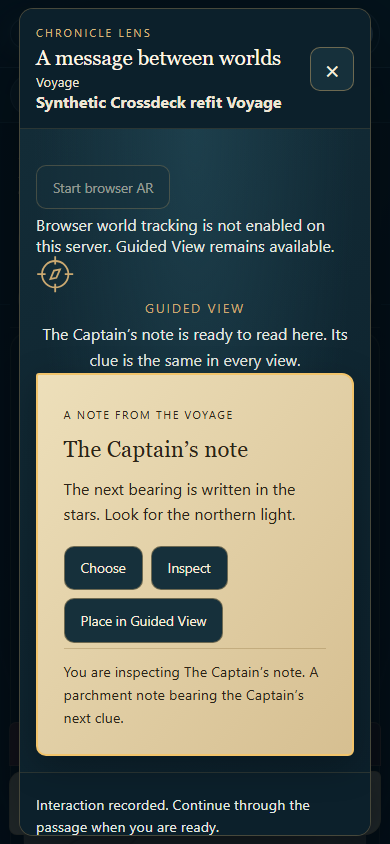 CHRONICLE LENS
A message between worlds
Voyage
Synthetic Crossdeck refit Voyage
×
Start browser AR
Browser world tracking is not enabled on
this server. Guided View remains available.
GUIDED VIEW
The Captain’s note is ready to read here. Its
clue is the same in every view.
A NOTE FROM THE VOYAGE
The Captain’s note
The next bearing is written in the
stars. Look for the northern light.
Choose
Inspect
Place in Guided View
You are inspecting The Captain’s note. A
parchment note bearing the Captain’s
next clue.
Interaction recorded. Continue through the
passage when you are ready.